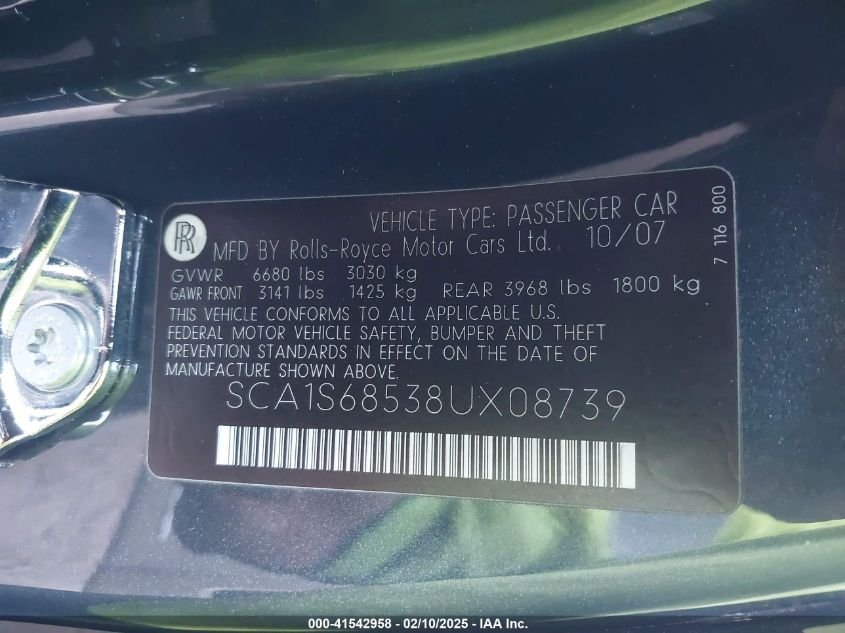 VEHICLE TYPE: PASSENGER CAR
RR MFD BY Rolls-Royce Motor Cars Ltd. 10/07
GVWR 6680 lbs 3030 kg
GAWR FRONT 3141 lbs 1425 kg REAR 3968 lbs 1800 kg
THIS VEHICLE CONFORMS TO ALL APPLICABLE U.S.
FEDERAL MOTOR VEHICLE SAFETY, BUMPER AND THEFT
PREVENTION STANDARDS IN EFFECT ON THE DATE OF
MANUFACTURE SHOWN ABOVE.
SCA1S68538UX08739
7 116 800
000-41542958 - 02/10/2025 - IAA Inc.